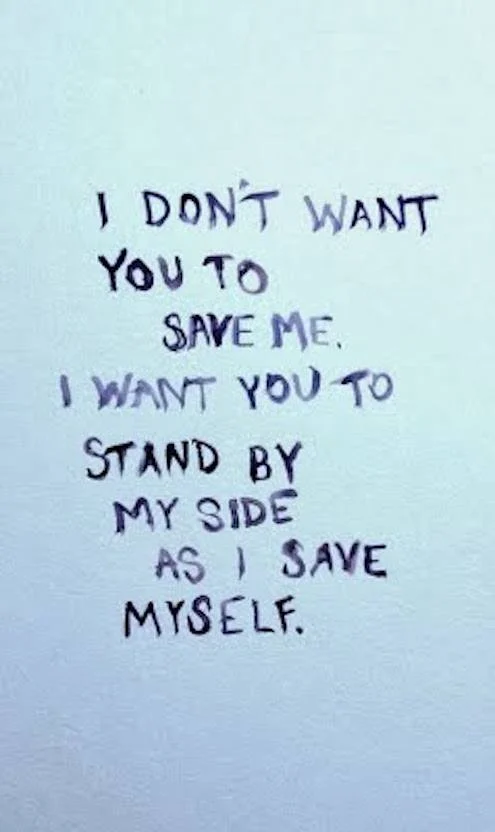 I DON'T WANT
YOU TO
SAVE ME.
I WANT YOU TO
STAND BY
MY SIDE
AS I SAVE
MYSELF.